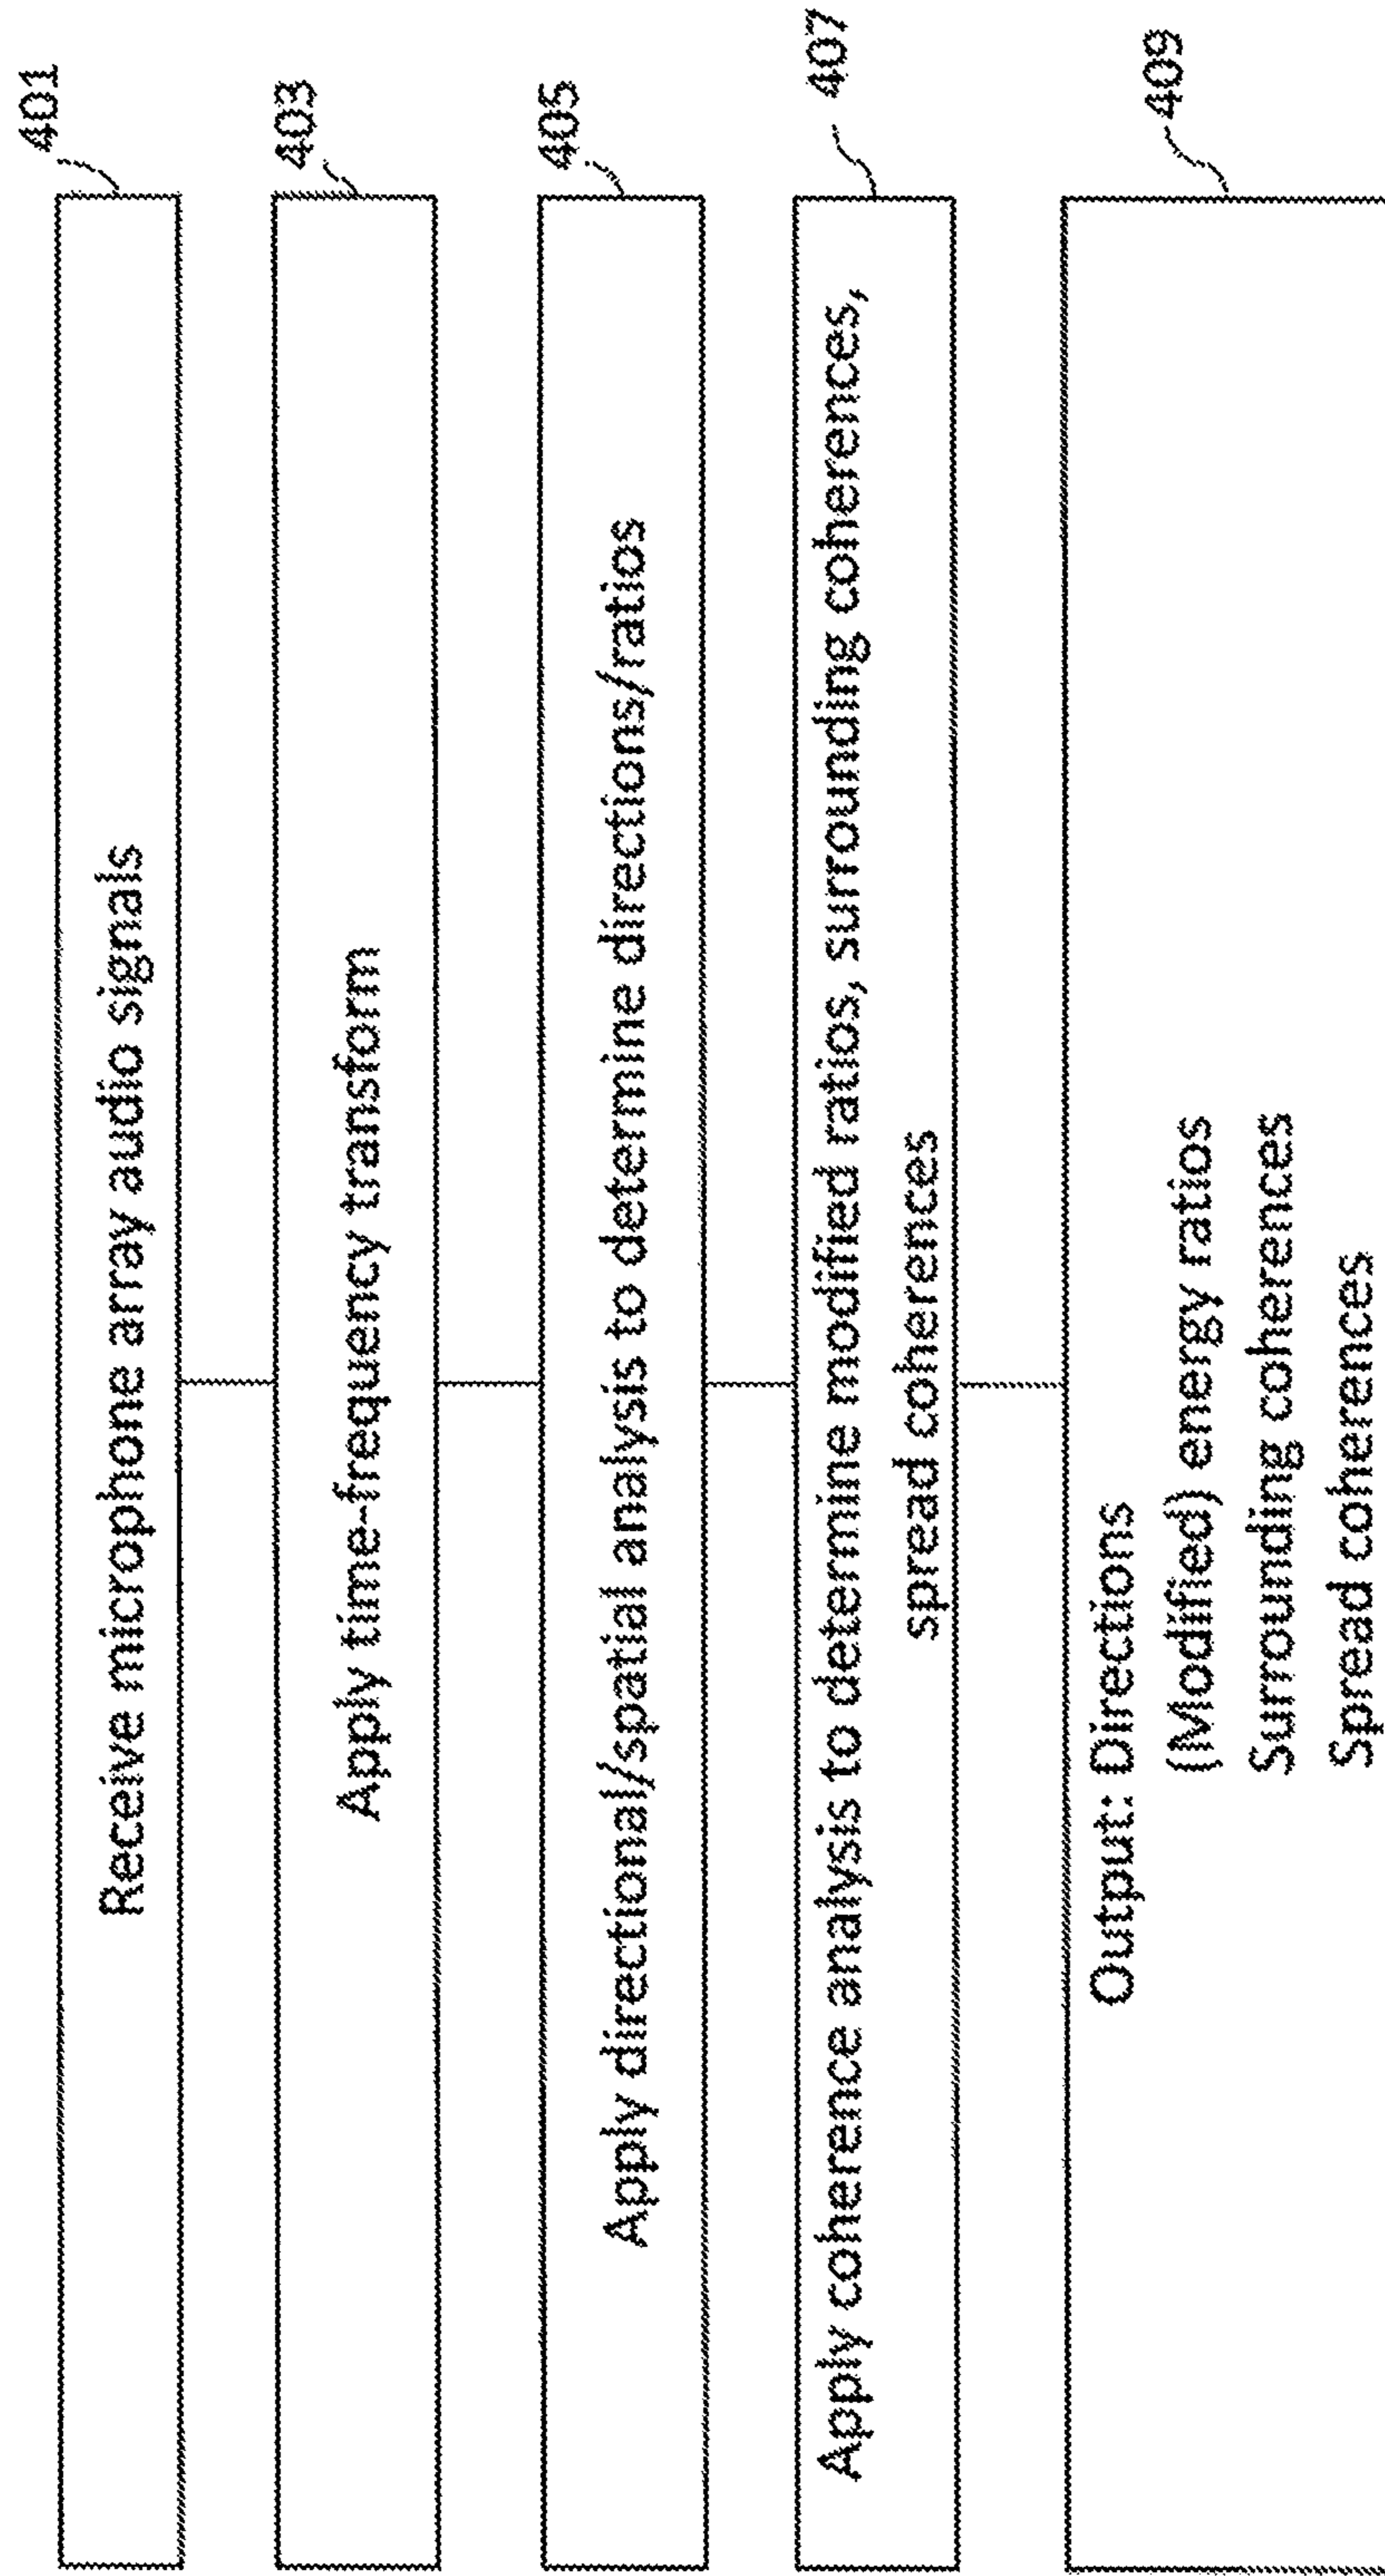 401
Receive microphone array audio signals
403
Apply time-frequency transform
405
Apply directional/spatial analysis to determine directions/ratios
407
Apply coherence analysis to determine modified ratios, surrounding coherences,
spread coherences
409
Output: Directions
(Modified) energy ratios
Surrounding coherences
Spread coherences